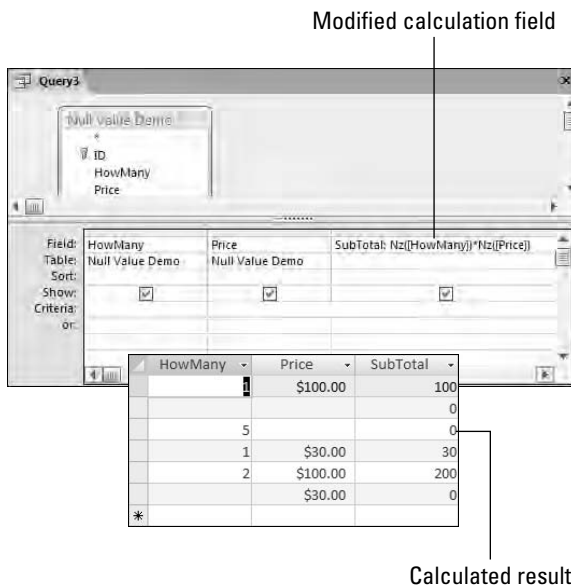 Modified calculation field
Query3
Null Value Demo
*
ID
HowMany
Price
Field: HowMany Price SubTotal: Nz([HowMany])*Nz([Price])
Table: Null Value Demo Null Value Demo
Sort:
Show:
Criteria:
or:
HowMany Price SubTotal
1 $100.00 100
0
5 0
1 $30.00 30
2 $100.00 200
$30.00 0
*
Calculated result